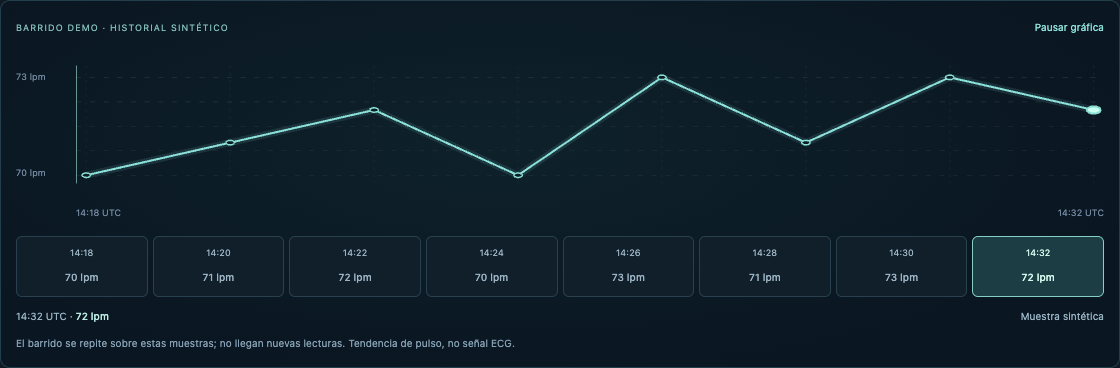 BARRIDO DEMO · HISTORIAL SINTÉTICO
Pausar gráfica
73 lpm
70 lpm
14:18 UTC
14:32 UTC
14:18
70 lpm
14:20
71 lpm
14:22
72 lpm
14:24
70 lpm
14:26
73 lpm
14:28
71 lpm
14:30
73 lpm
14:32
72 lpm
14:32 UTC · 72 lpm
Muestra sintética
El barrido se repite sobre estas muestras; no llegan nuevas lecturas. Tendencia de pulso, no señal ECG.